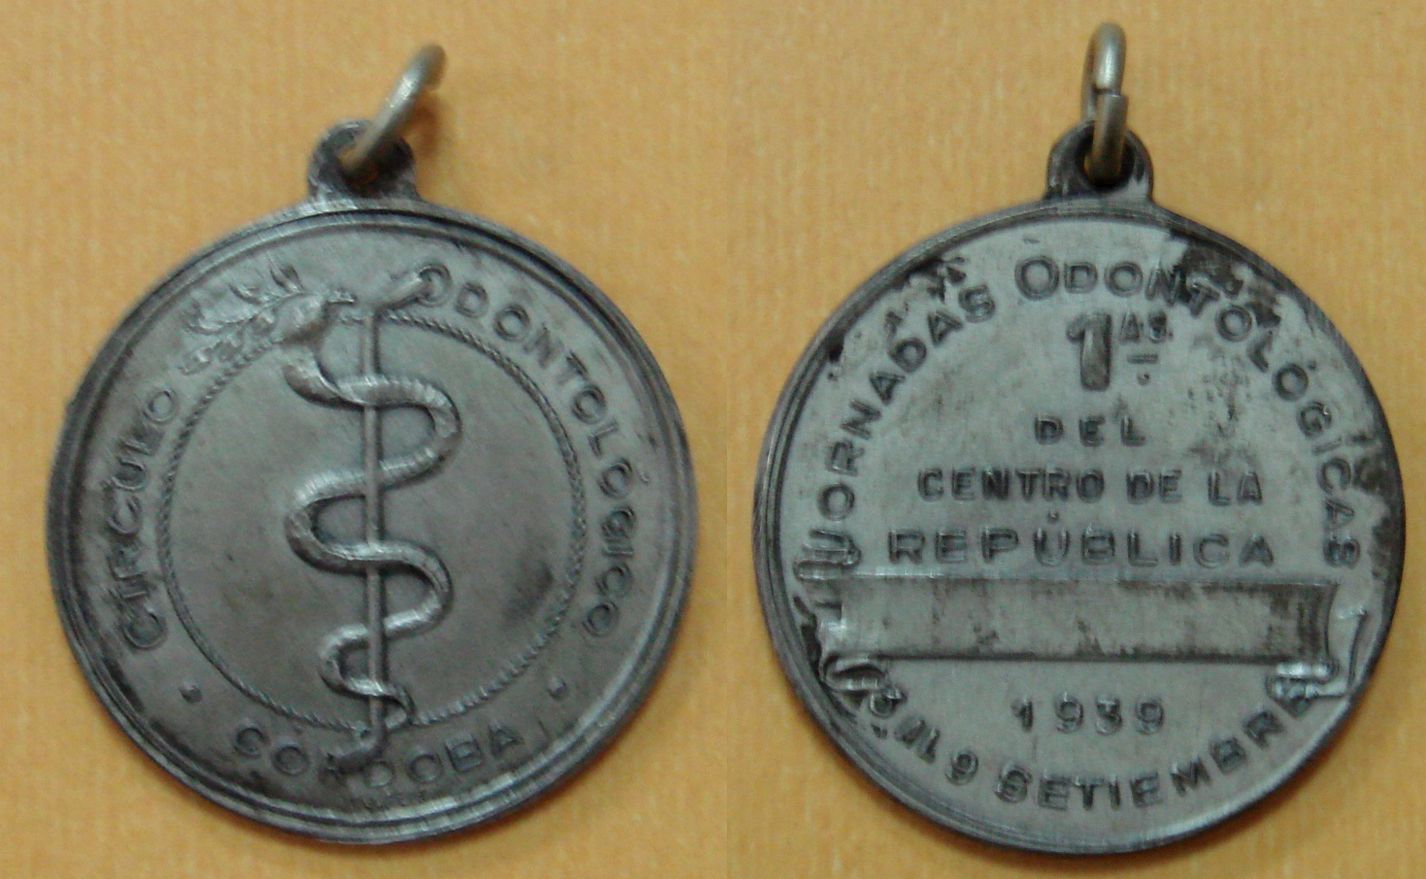 CÍRCULO ODONTOLÓGICO
CÓRDOBA
JORNADAS ODONTOLÓGICAS
1AS.
DEL
CENTRO DE LA
REPÚBLICA
1939
AL 9 SETIEMBRE